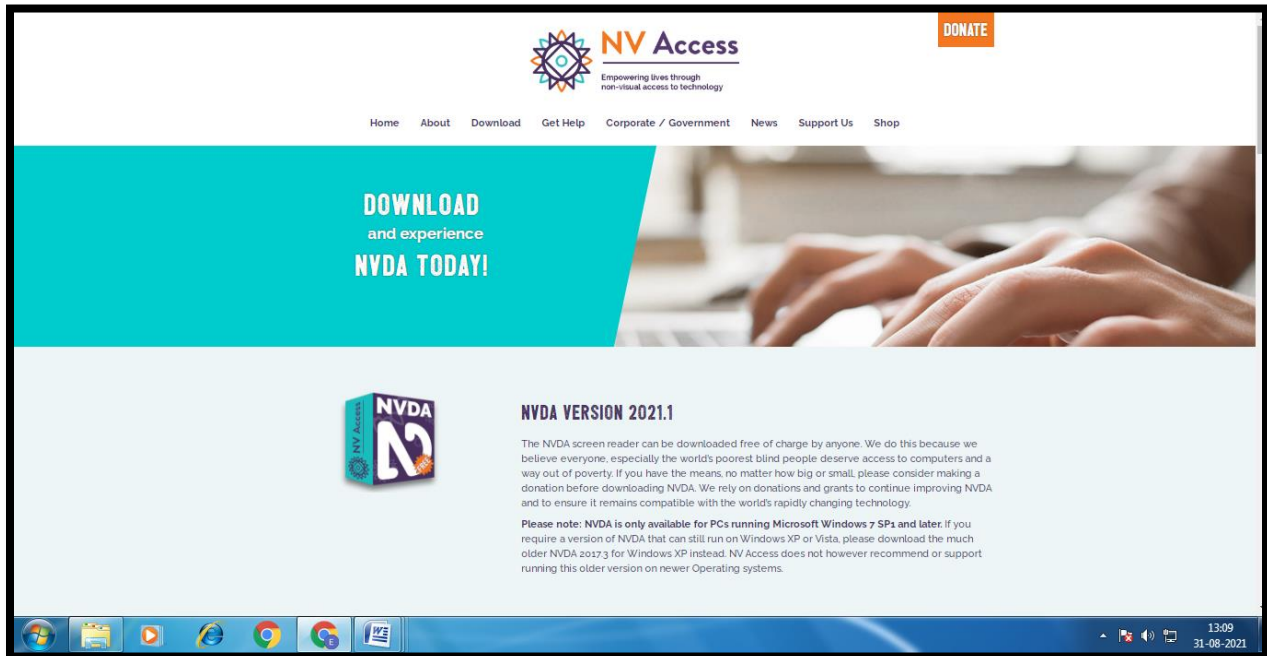 DONATE
NV Access
Empowering lives through
non-visual access to technology
Home About Download Get Help Corporate / Government News Support Us Shop
DOWNLOAD
and experience
NVDA TODAY!
NV Access
NVDA
FREE
NVDA VERSION 2021.1
The NVDA screen reader can be downloaded free of charge by anyone. We do this because we
believe everyone, especially the world's poorest blind people deserve access to computers and a
way out of poverty. If you have the means, no matter how big or small, please consider making a
donation before downloading NVDA. We rely on donations and grants to continue improving NVDA
and to ensure it remains compatible with the world's rapidly changing technology.
Please note: NVDA is only available for PCs running Microsoft Windows 7 SP1 and later. If you
require a version of NVDA that can still run on Windows XP or Vista, please download the much
older NVDA 2017.3 for Windows XP instead. NV Access does not however recommend or support
running this older version on newer Operating systems.
13:09
31-08-2021